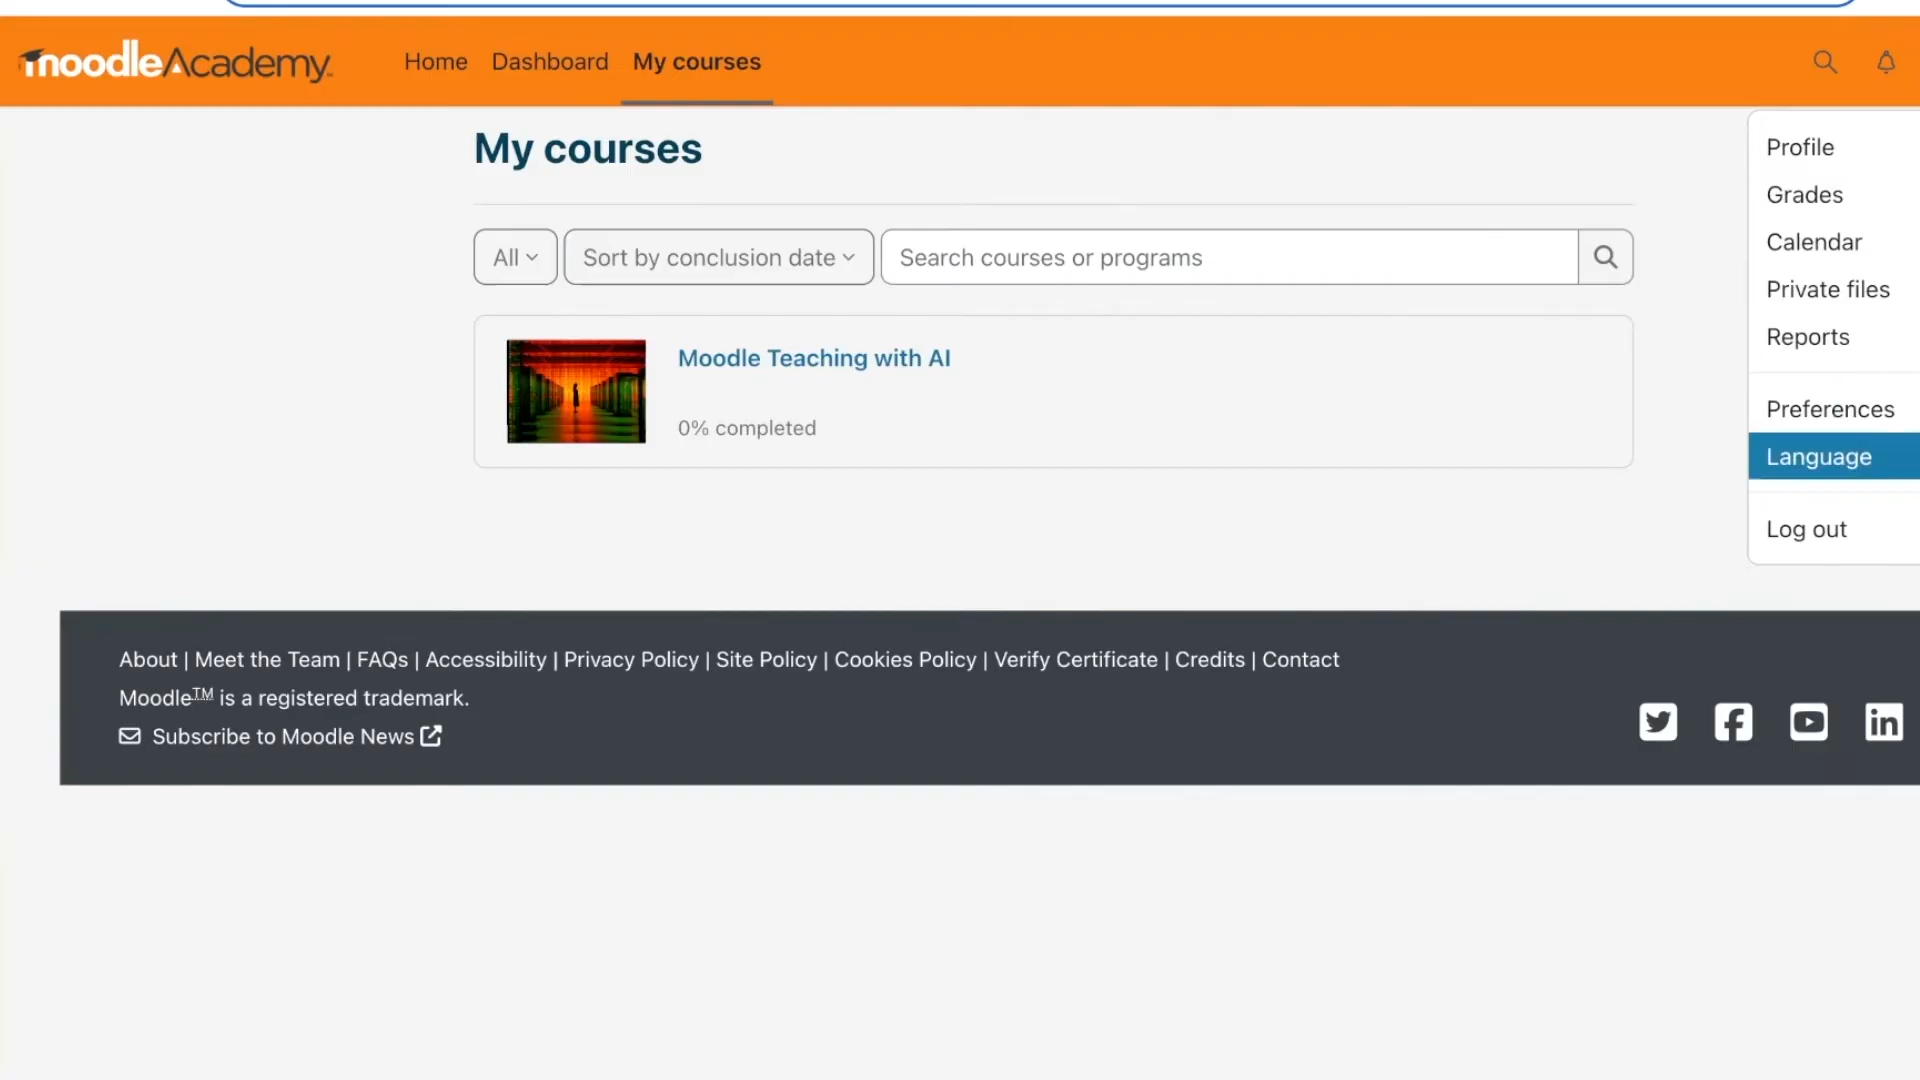 moodleAcademy™
Home
Dashboard
My courses
My courses
All
Sort by conclusion date
Search courses or programs
Moodle Teaching with AI
0% completed
Profile
Grades
Calendar
Private files
Reports
Preferences
Language
Log out
About | Meet the Team | FAQs | Accessibility | Privacy Policy | Site Policy | Cookies Policy | Verify Certificate | Credits | Contact
Moodle™ is a registered trademark.
Subscribe to Moodle News